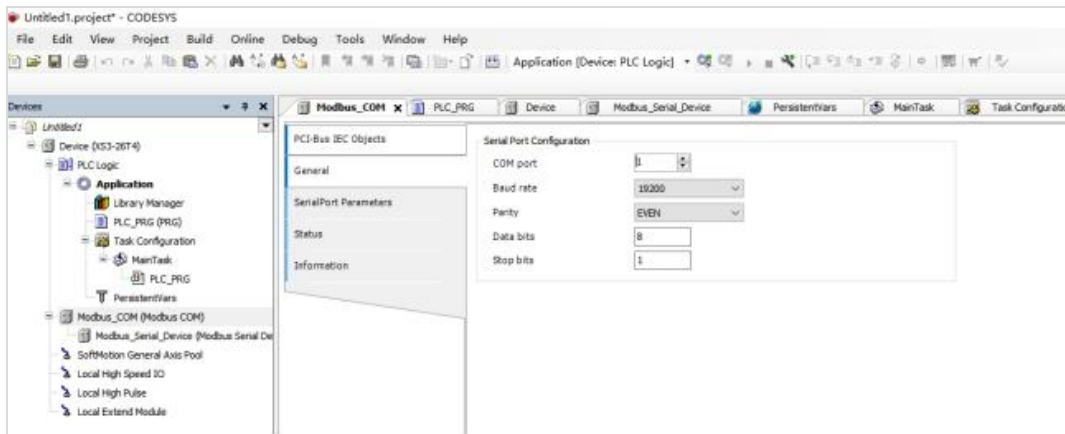 Untitled1.project* - CODESYS
File Edit View Project Build Online Debug Tools Window Help
Application [Device: PLC Logic]
Devices
Modbus_COM PLC_PRG Device Modbus_Serial_Device PersistentVars MainTask Task Configuratio
Untitled1
Device (XS3-26T4)
PLC Logic
Application
Library Manager
PLC_PRG (PRG)
Task Configuration
MainTask
PLC_PRG
PersistentVars
Modbus_COM (Modbus COM)
Modbus_Serial_Device (Modbus Serial De
SoftMotion General Axis Pool
Local High Speed IO
Local High Pulse
Local Extend Module
PCI-Bus IEC Objects
General
SerialPort Parameters
Status
Information
Serial Port Configuration
COM port 1
Baud rate 19200
Parity EVEN
Data bits 8
Stop bits 1